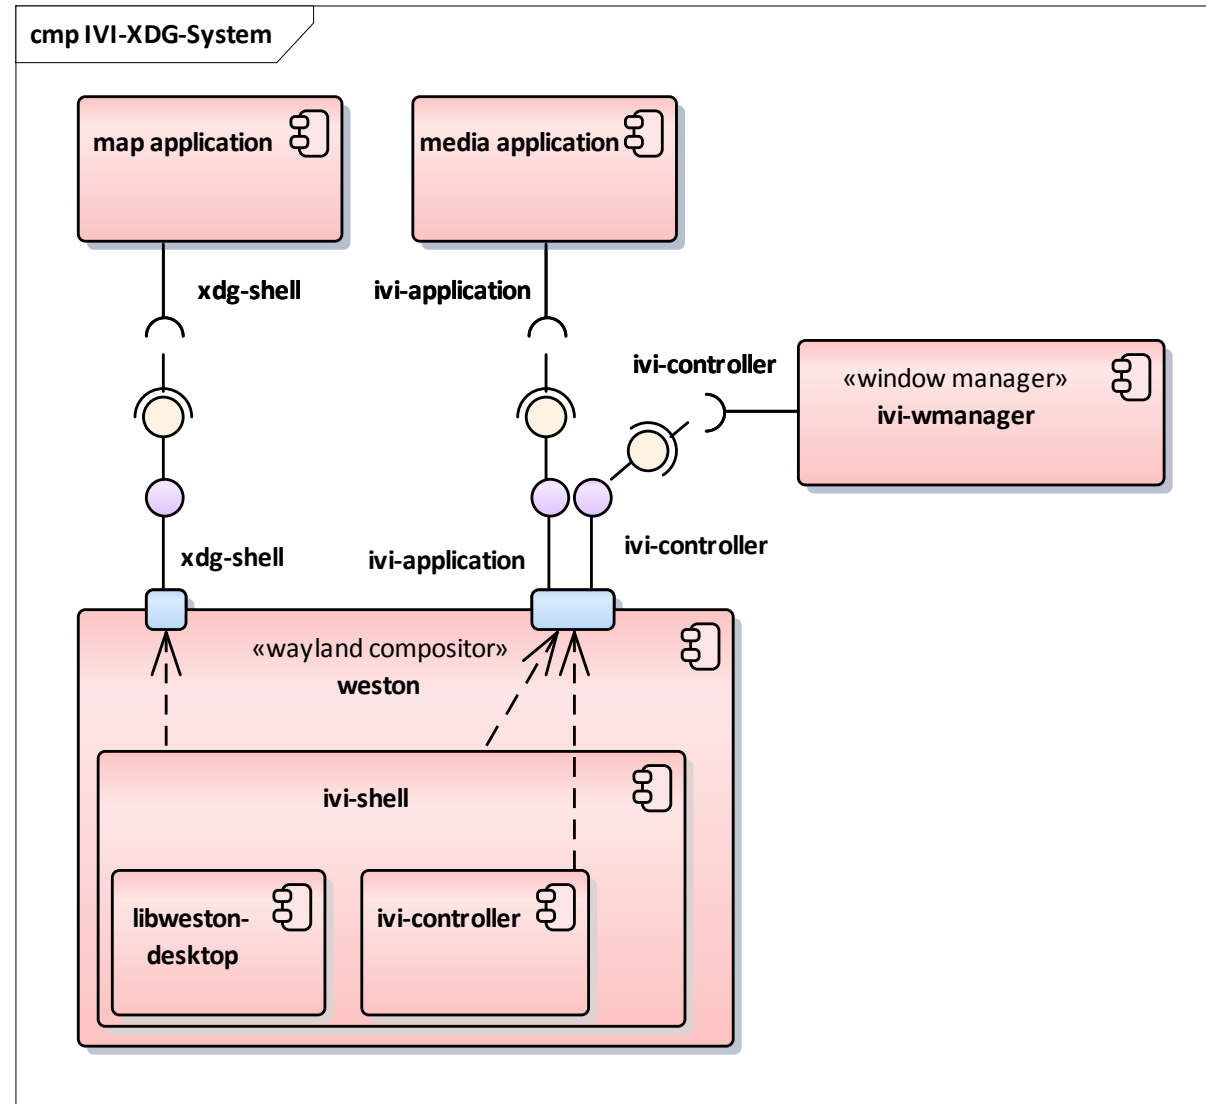 cmp IVI-XDG-System
map application
media application
xdg-shell
ivi-application
ivi-controller
«window manager»
ivi-wmanager
xdg-shell
ivi-application
ivi-controller
«wayland compositor»
weston
ivi-shell
libweston-
desktop
ivi-controller